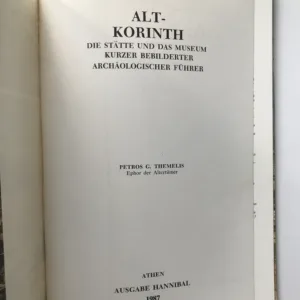 ALT-
KORINTH
DIE STÄTTE UND DAS MUSEUM
KURZER BEBILDERTER
ARCHÄOLOGISCHER FÜHRER
PETROS G. THEMELIS
Ephor der Altertümer
ATHEN
AUSGABE HANNIBAL
1987